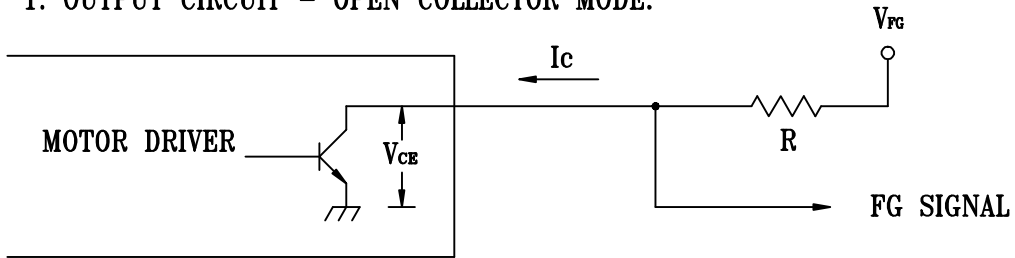 1. OUTPUT CIRCUIT - OPEN COLLECTOR MODE:
VFG
Ic
MOTOR DRIVER
VCE
R
FG SIGNAL